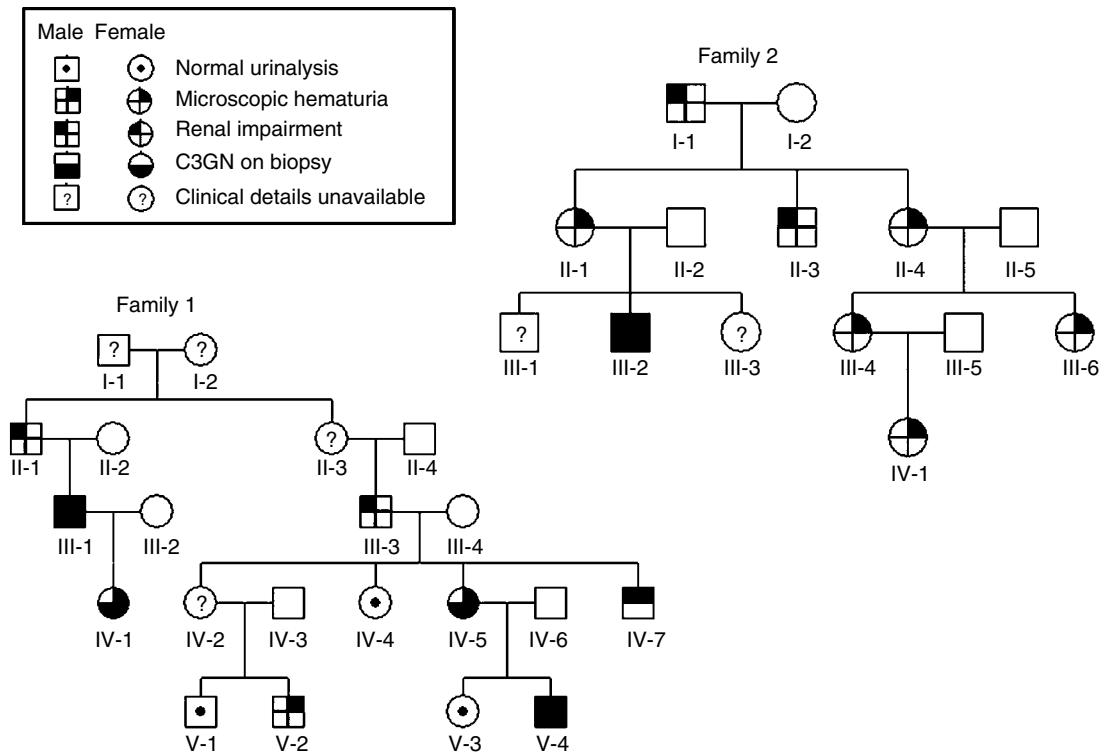 Male Female
Normal urinalysis
Microscopic hematuria
Renal impairment
C3GN on biopsy
? ? Clinical details unavailable
Family 2
I-1 I-2
II-1 II-2 II-3 II-4 II-5
? ?
III-1 III-2 III-3 III-4 III-5 III-6
IV-1
Family 1
? ?
I-1 I-2
?
II-1 II-2 II-3 II-4
III-1 III-2 III-3 III-4
?
IV-1 IV-2 IV-3 IV-4 IV-5 IV-6 IV-7
V-1 V-2 V-3 V-4